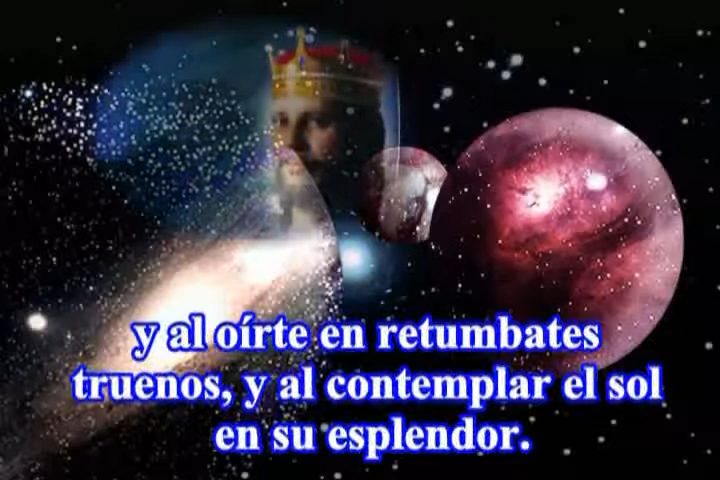 y al oírte en retumbates
truenos, y al contemplar el sol
en su esplendor.